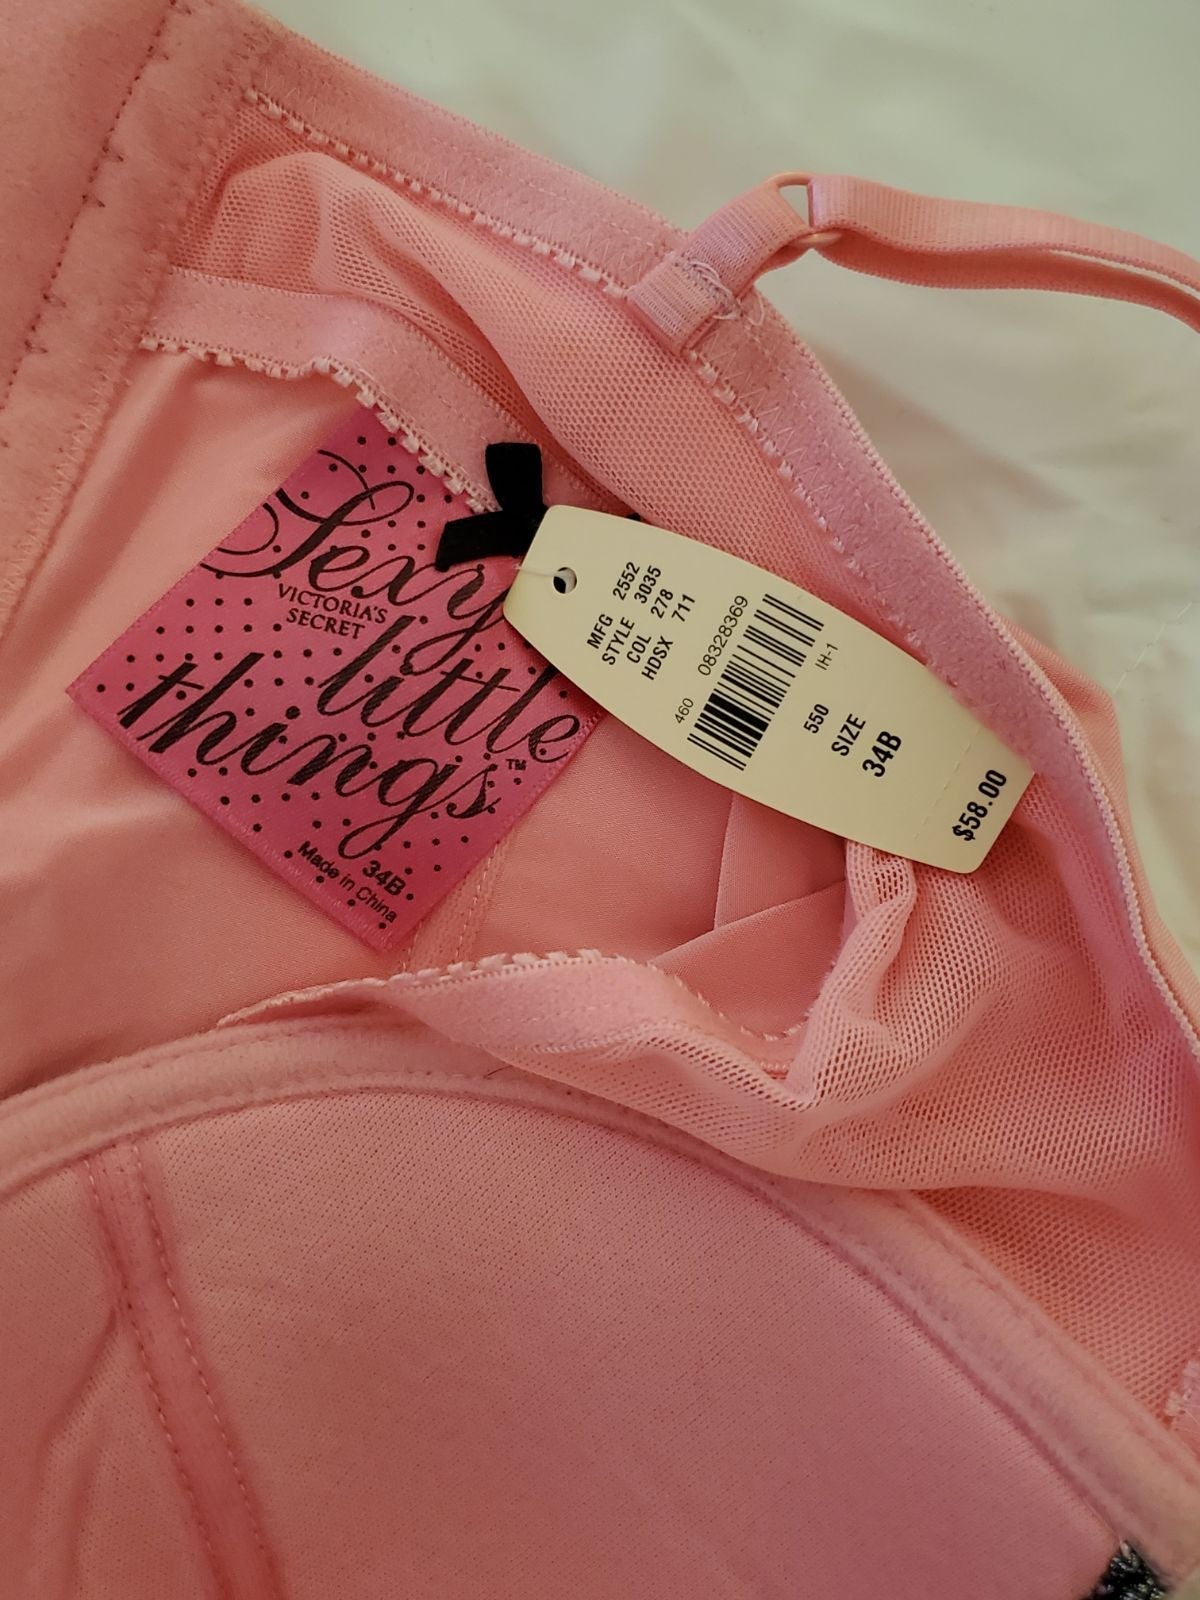 Sexy
VICTORIA'S
SECRET
little
things™
34B
Made in China
MFG 2552
STYLE 3035
COL 278
HDSX 711
460 08328369
IH-1
550
SIZE
34B
$58.00